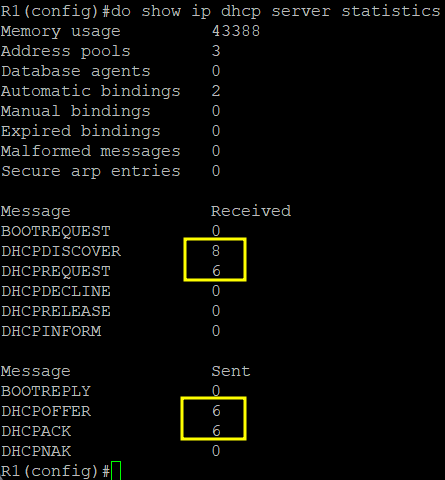 R1(config)#do show ip dhcp server statistics
Memory usage 43388
Address pools 3
Database agents 0
Automatic bindings 2
Manual bindings 0
Expired bindings 0
Malformed messages 0
Secure arp entries 0
Message Received
BOOTREQUEST 0
DHCPDISCOVER 8
DHCPREQUEST 6
DHCPDECLINE 0
DHCPRELEASE 0
DHCPINFORM 0
Message Sent
BOOTREPLY 0
DHCPOFFER 6
DHCPACK 6
DHCPNAK 0
R1(config)#